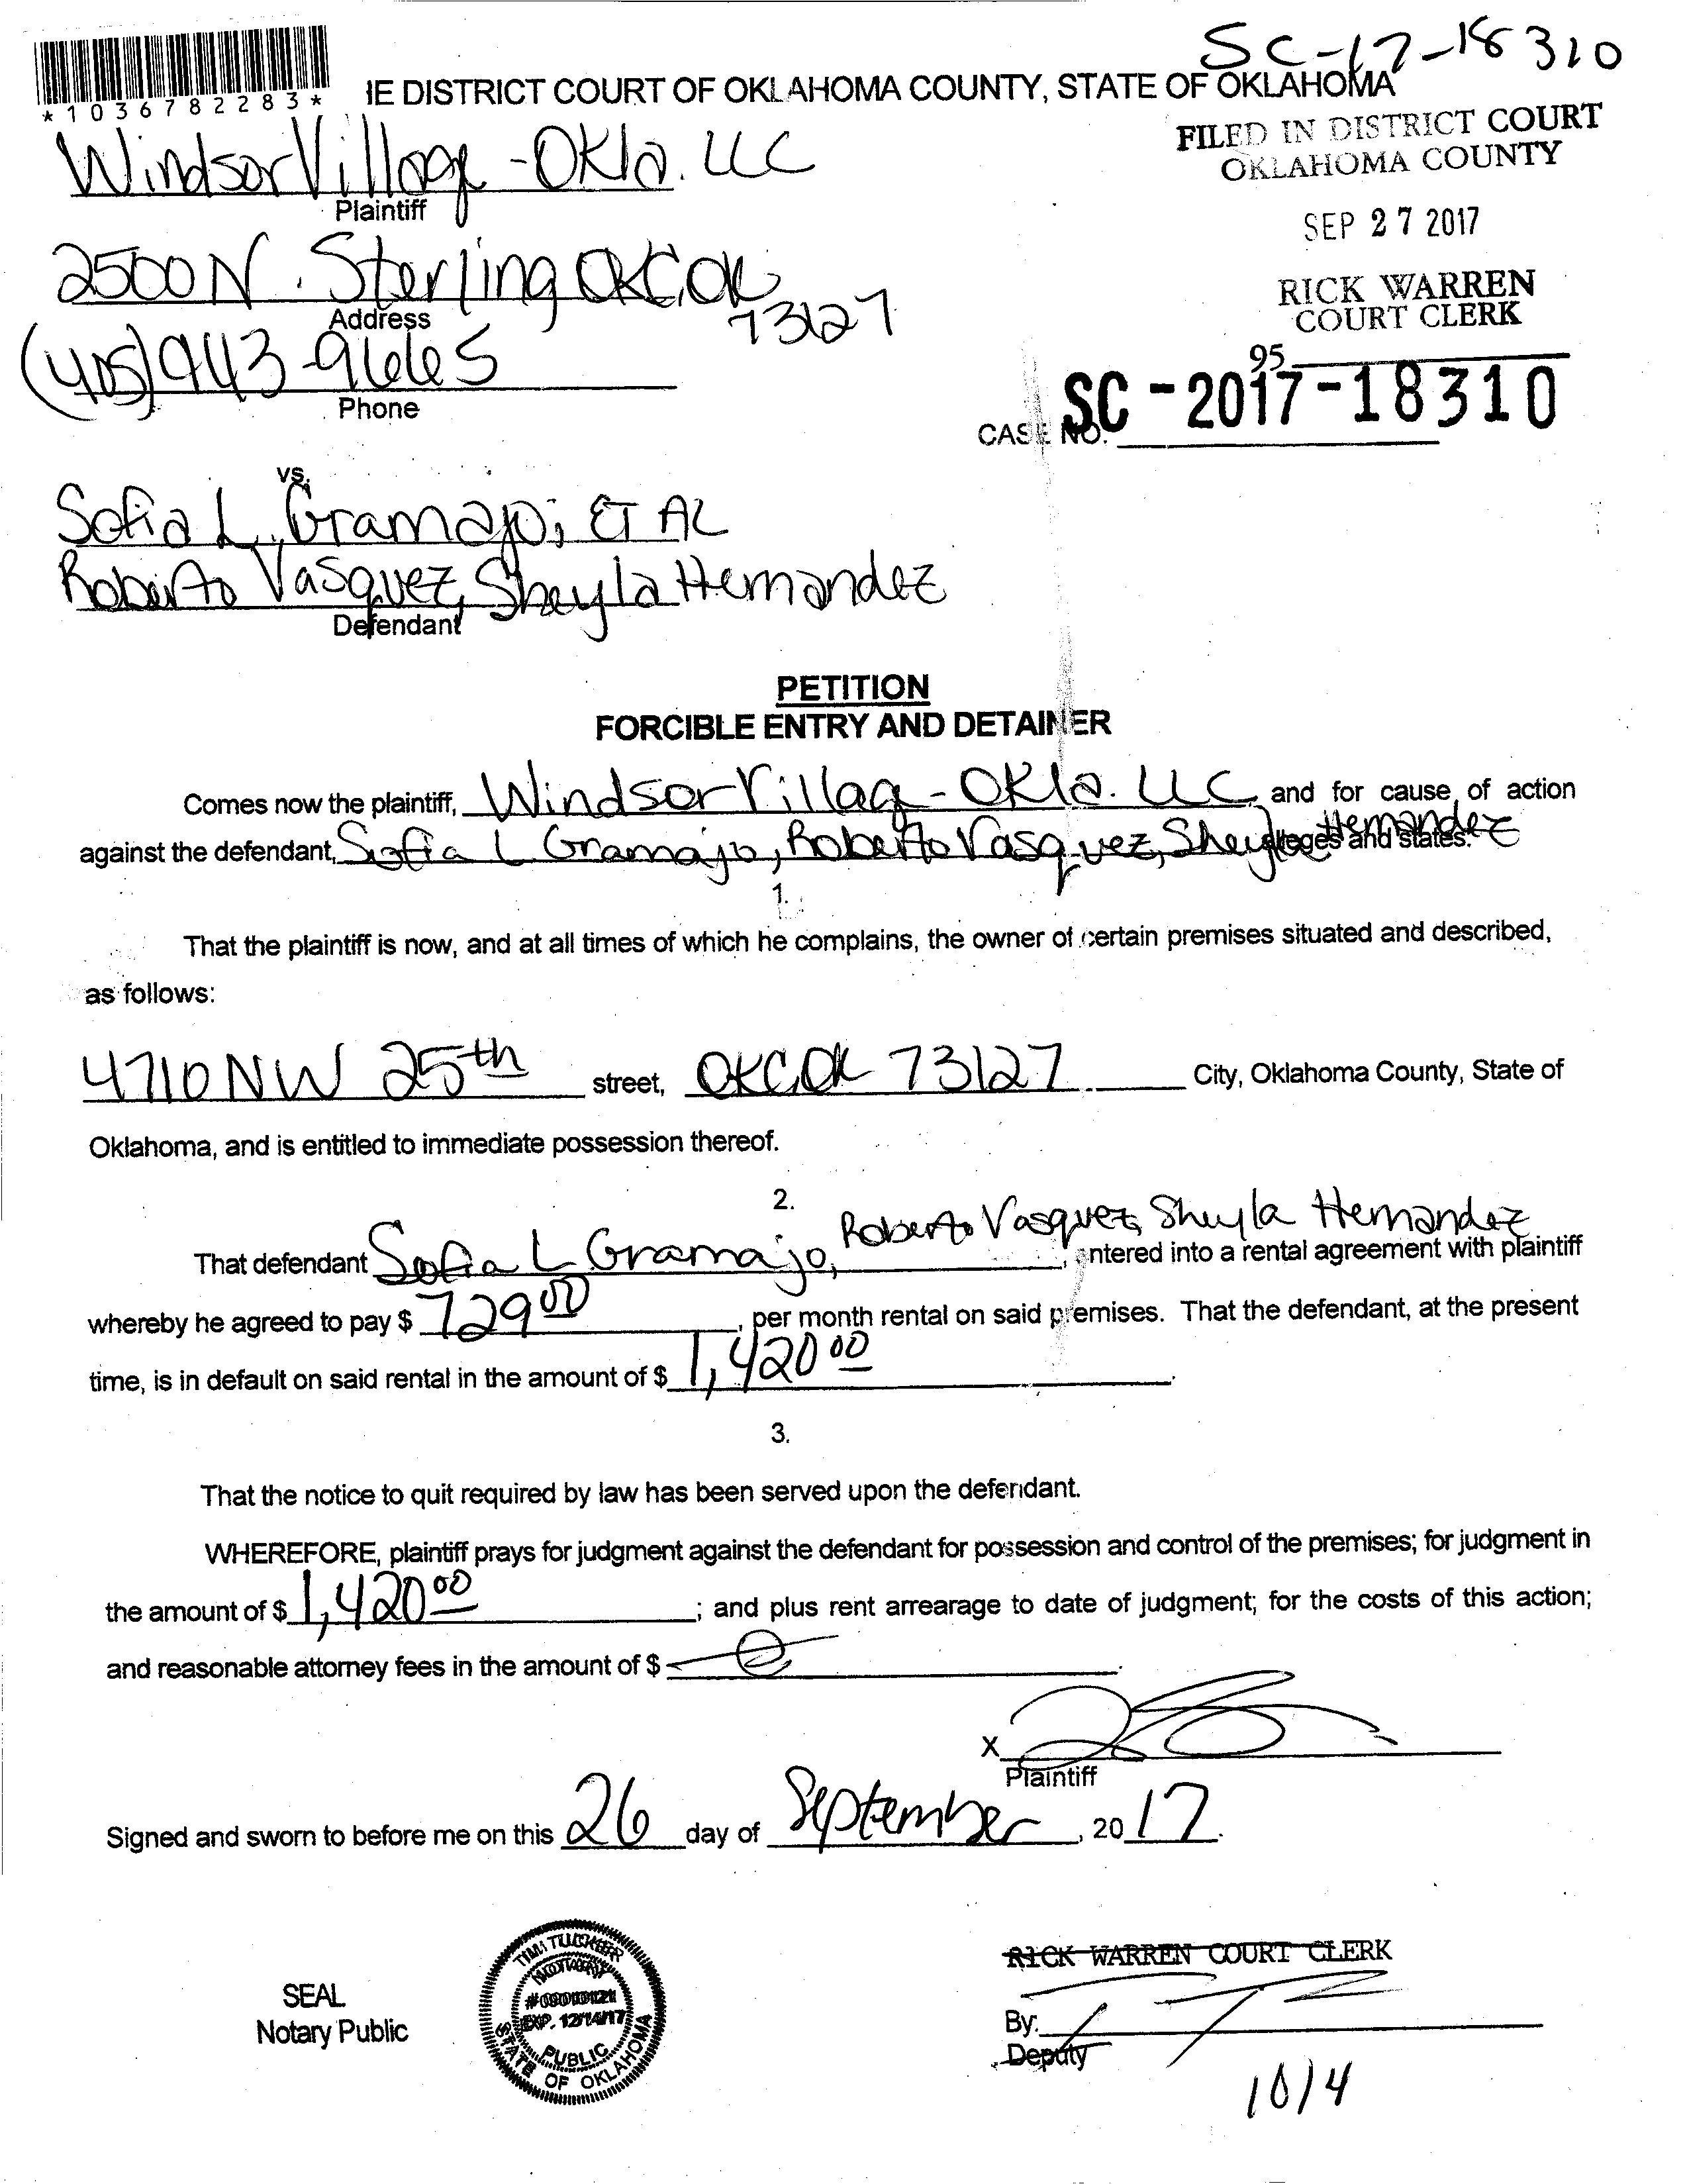 SC-17-18310
*1036782283*
IE DISTRICT COURT OF OKLAHOMA COUNTY, STATE OF OKLAHOMA
FILED IN DISTRICT COURT
OKLAHOMA COUNTY
Windsor Village - Okla. LLC
Plaintiff
SEP 27 2017
2500 N. Sterling OKC, OK
73127
Address
RICK WARREN
COURT CLERK
(405) 943-9665
Phone
95
CASE NO. SC-2017-18310
vs.
Sofia L. Gramajo; ET AL
Roberto Vasquez, Sheyla Hernandez
Defendant
PETITION
FORCIBLE ENTRY AND DETAINER
Comes now the plaintiff, Windsor Village - Okla. LLC, and for cause of action
against the defendant, Sofia L Gramajo, Roberto Vasquez, Sheyla Hernandez alleges and states:
1.
That the plaintiff is now, and at all times of which he complains, the owner of certain premises situated and described,
as follows:
4710 NW 25th street, OKC, OK 73127 City, Oklahoma County, State of
Oklahoma, and is entitled to immediate possession thereof.
2.
That defendant Sofia L Gramajo, Roberto Vasquez, Sheyla Hernandez, entered into a rental agreement with plaintiff
whereby he agreed to pay $ 729.00, per month rental on said premises. That the defendant, at the present
time, is in default on said rental in the amount of $ 1,420.00.
3.
That the notice to quit required by law has been served upon the defendant.
WHEREFORE, plaintiff prays for judgment against the defendant for possession and control of the premises; for judgment in
the amount of $ 1,420.00; and plus rent arrearage to date of judgment; for the costs of this action;
and reasonable attorney fees in the amount of $
X
Plaintiff
Signed and sworn to before me on this 26 day of September, 2017.
SEAL
Notary Public
TIM TUCKER
NOTARY
EXP. 12/14/17
PUBLIC
STATE OF OKLAHOMA
RICK WARREN COURT CLERK
By:
Deputy
10/4